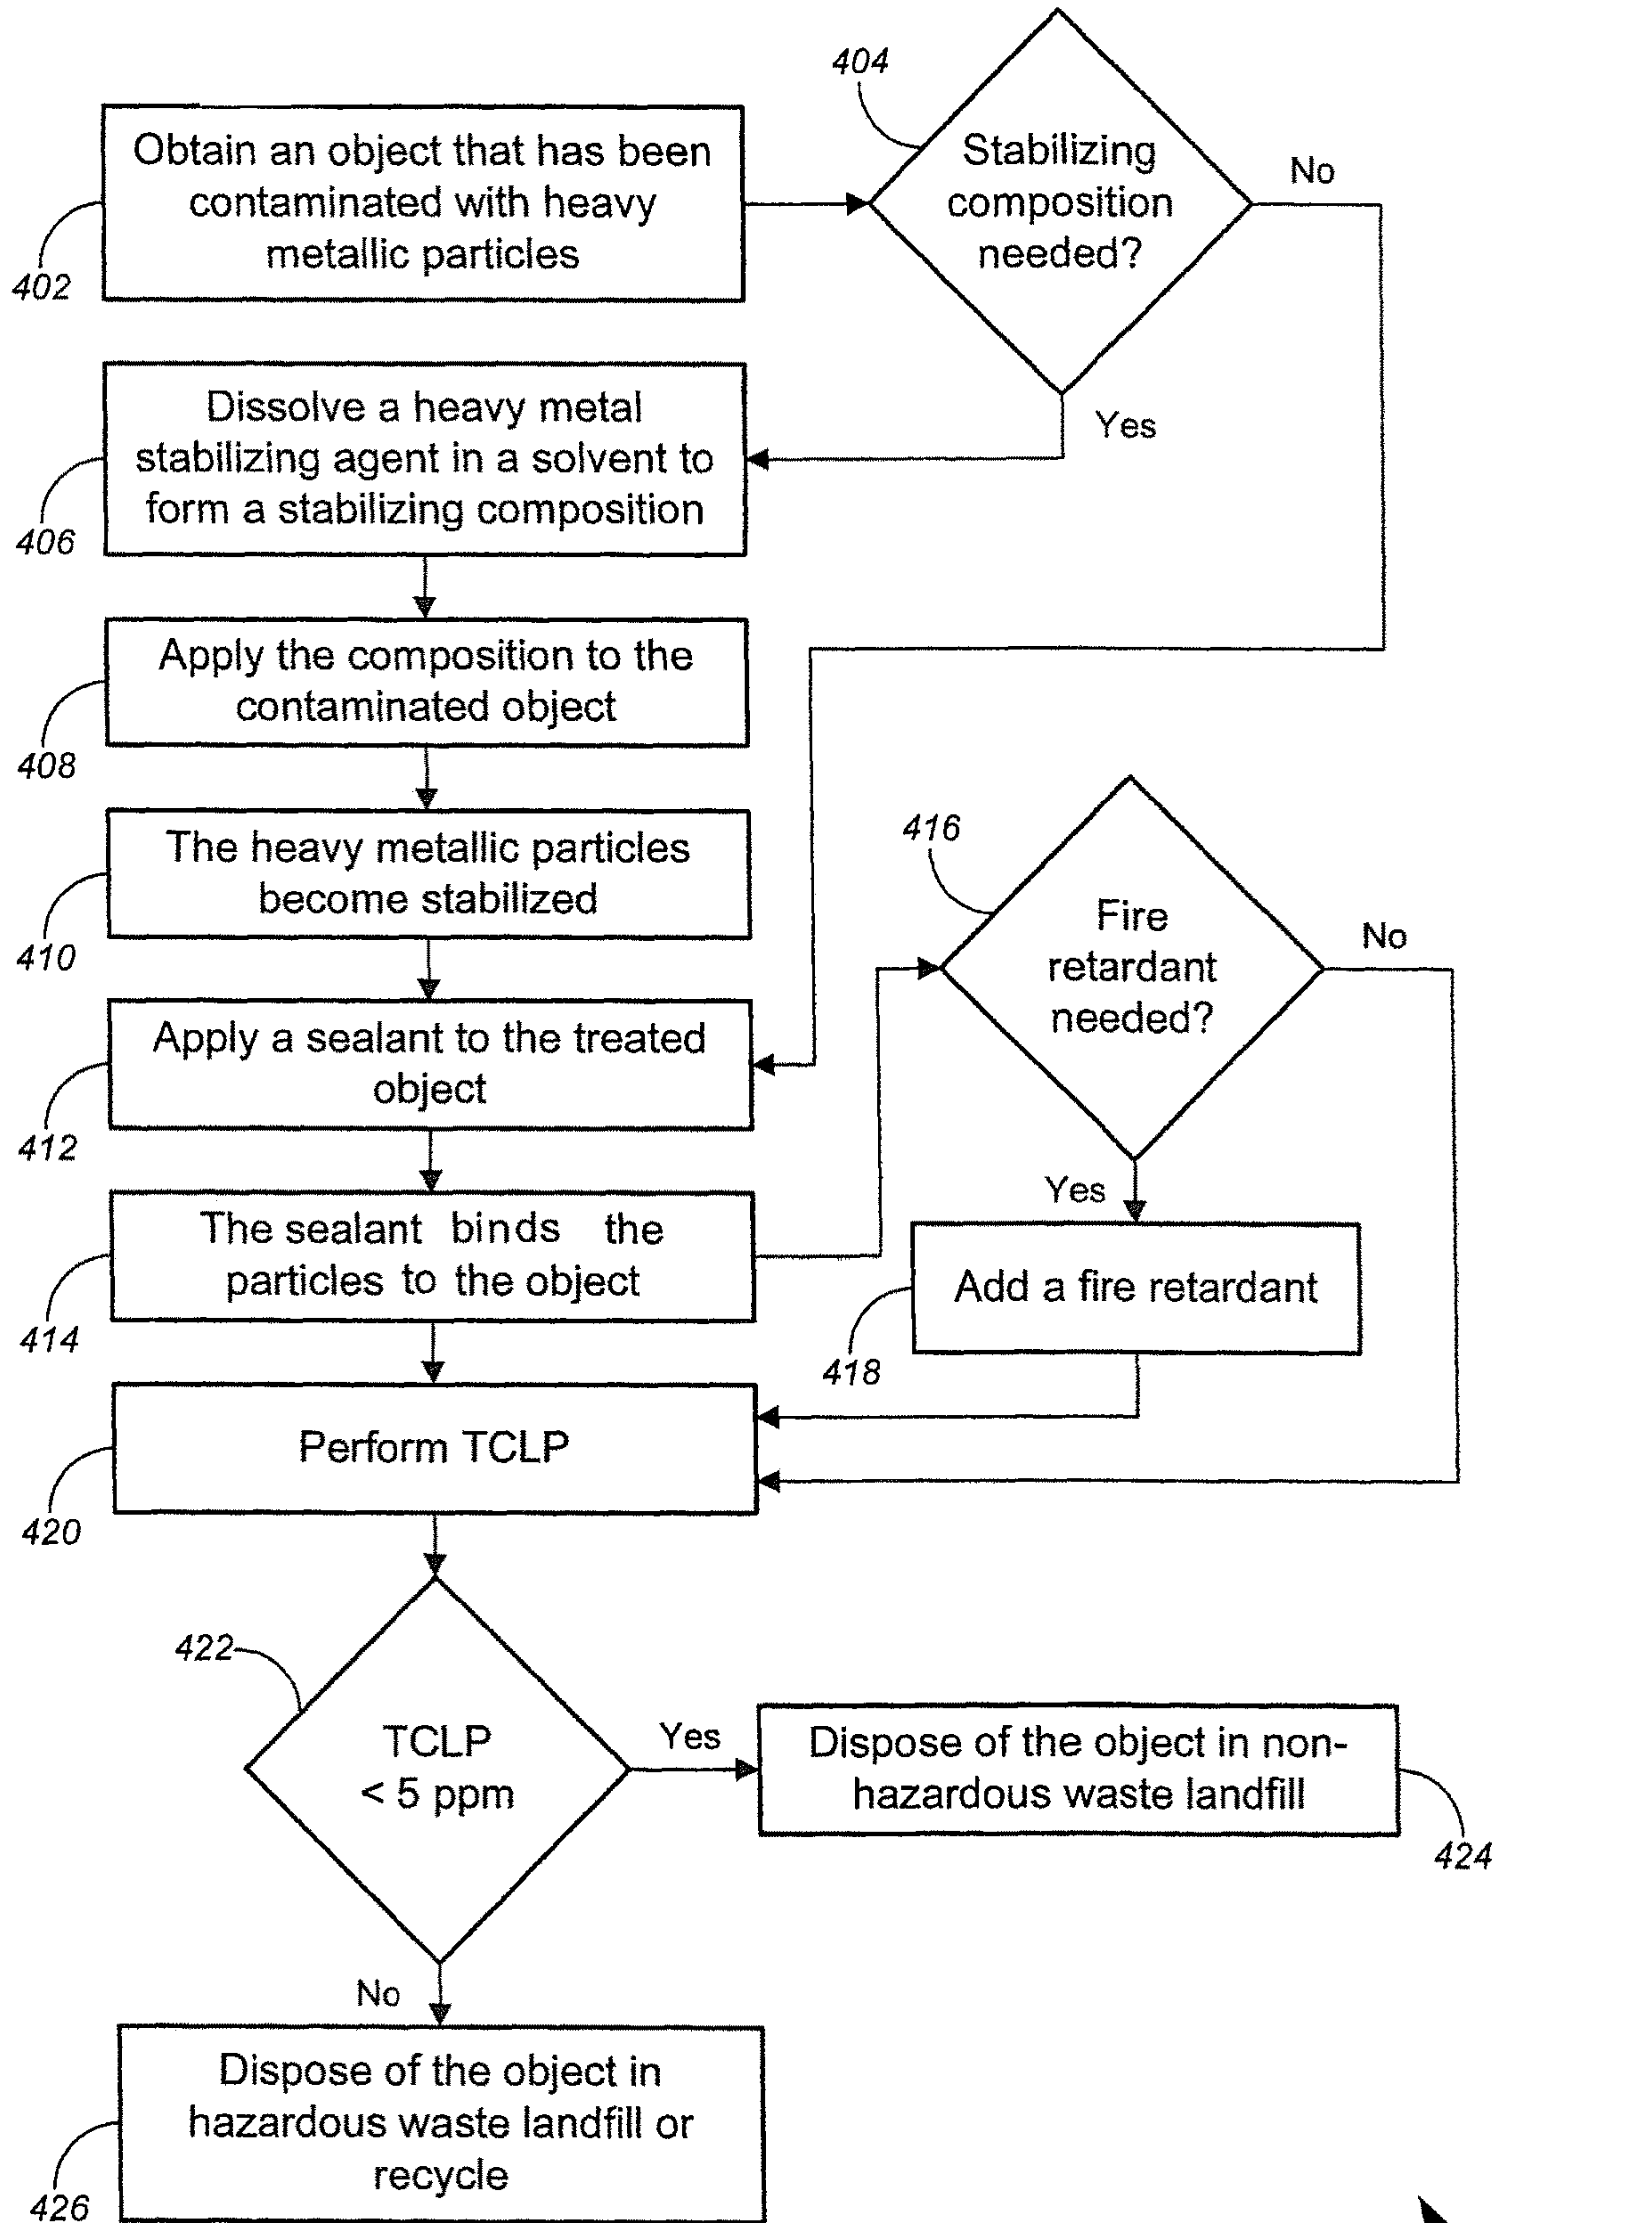 Obtain an object that has been
contaminated with heavy
metallic particles
402
404
Stabilizing
composition
needed?
No
Yes
Dissolve a heavy metal
stabilizing agent in a solvent to
form a stabilizing composition
406
Apply the composition to the
contaminated object
408
The heavy metallic particles
become stabilized
410
Apply a sealant to the treated
object
412
The sealant binds the
particles to the object
414
416
Fire
retardant
needed?
No
Yes
Add a fire retardant
418
Perform TCLP
420
422
TCLP
< 5 ppm
Yes
Dispose of the object in non-
hazardous waste landfill
424
No
Dispose of the object in
hazardous waste landfill or
recycle
426